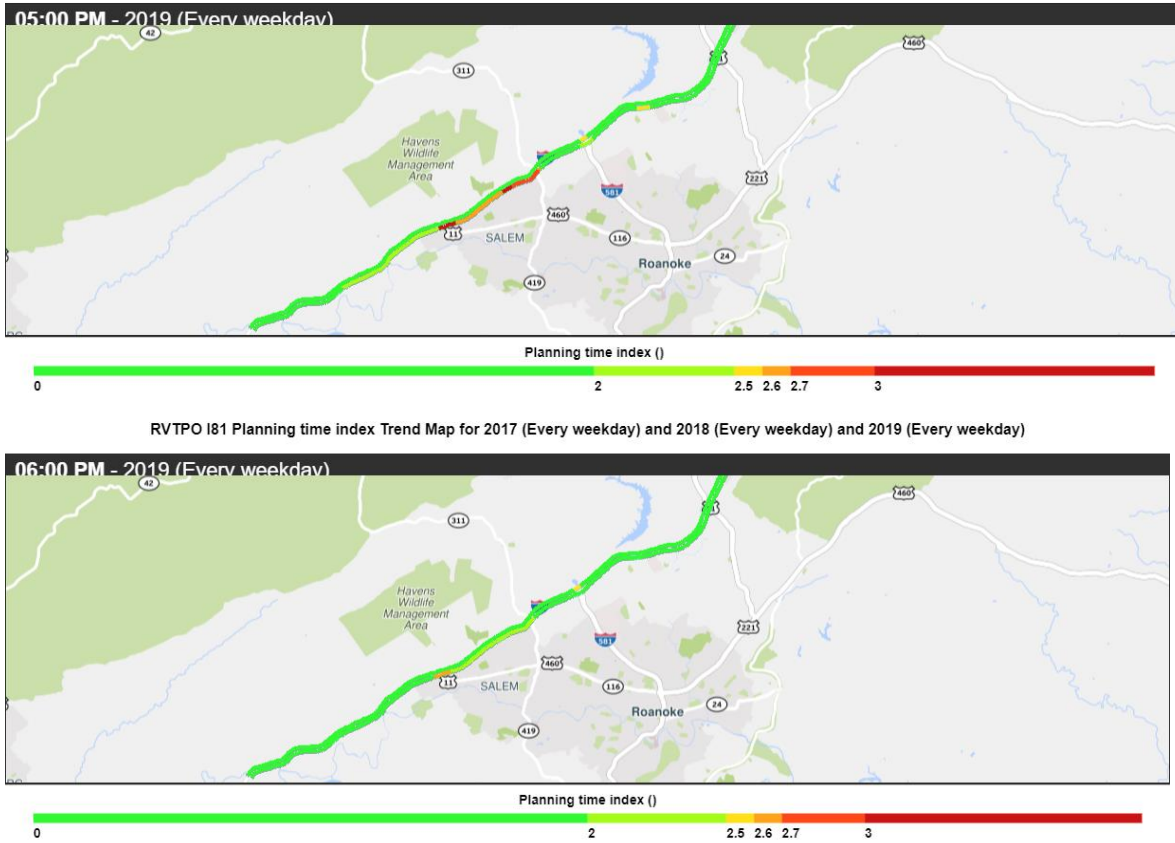 05:00 PM - 2019 (Every weekday)
42
311
460
Havens
Wildlife
Management
Area
581
221
11
SALEM
460
116
Roanoke
24
419
Planning time index ()
0
2
2.5
2.6
2.7
3
RVTPO I81 Planning time index Trend Map for 2017 (Every weekday) and 2018 (Every weekday) and 2019 (Every weekday)
06:00 PM - 2019 (Every weekday)
42
311
460
Havens
Wildlife
Management
Area
581
221
11
SALEM
460
116
Roanoke
24
419
Planning time index ()
0
2
2.5
2.6
2.7
3